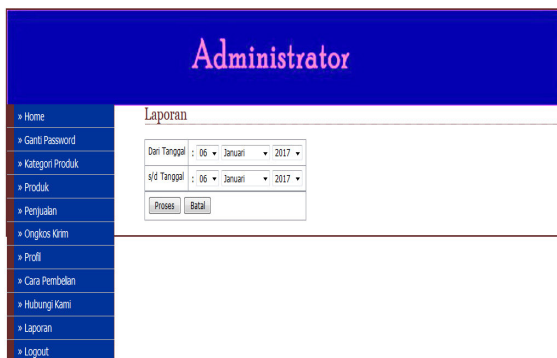 Administrator
» Home
» Ganti Password
» Kategori Produk
» Produk
» Penjualan
» Ongkos Kirim
» Profil
» Cara Pembelian
» Hubungi Kami
» Laporan
» Logout
Laporan
Dari Tanggal : 06 Januari 2017
s/d Tanggal : 06 Januari 2017
Proses Batal